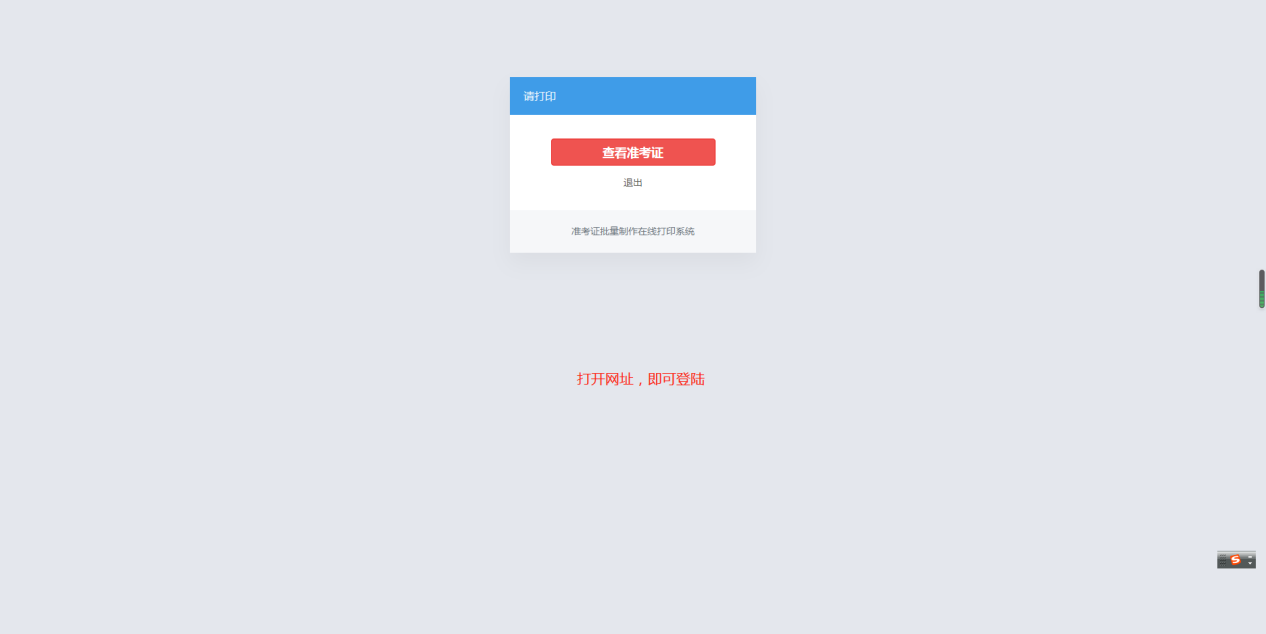 请打印
查看准考证
退出
准考证批量制作在线打印系统
打开网址，即可登陆